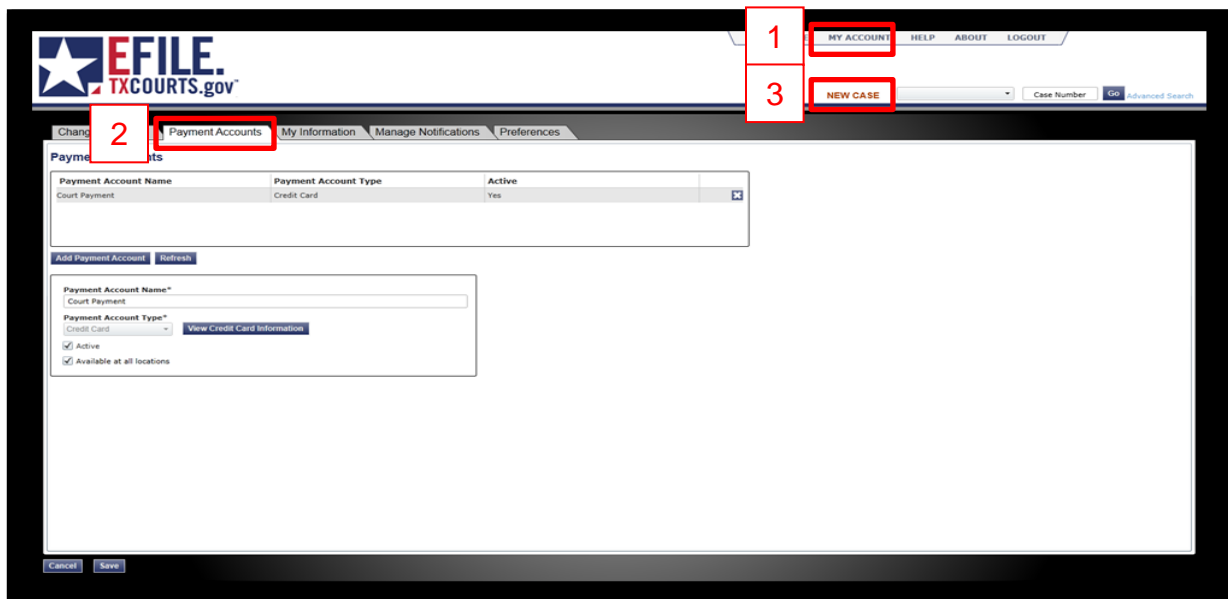 1
MY ACCOUNT HELP ABOUT LOGOUT
EFILE.
TXCOURTS.gov
3
NEW CASE Case Number Go Advanced Search
2
Payment Accounts My Information Manage Notifications Preferences
Payment Account Name Payment Account Type Active
Court Payment Credit Card Yes
Add Payment Account Refresh
Payment Account Name*
Court Payment
Payment Account Type*
Credit Card View Credit Card Information
Active
Available at all locations
Cancel Save